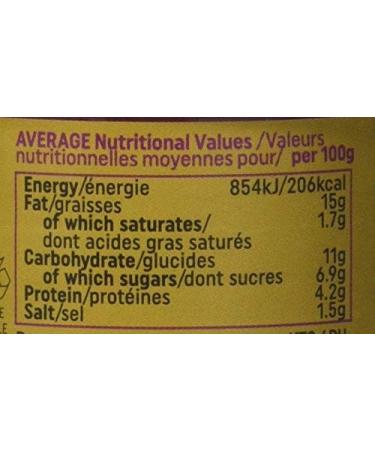 AVERAGE Nutritional Values /Valeurs
nutritionnelles moyennes pour/ per 100g
Energy/énergie 854kJ/206kcal
Fat/graisses 15g
of which saturates/ 1.7g
dont acides gras saturés
Carbohydrate/glucides 11g
of which sugars/dont sucres 6.9g
Protein/protéines 4.2g
Salt/sel 1.5g